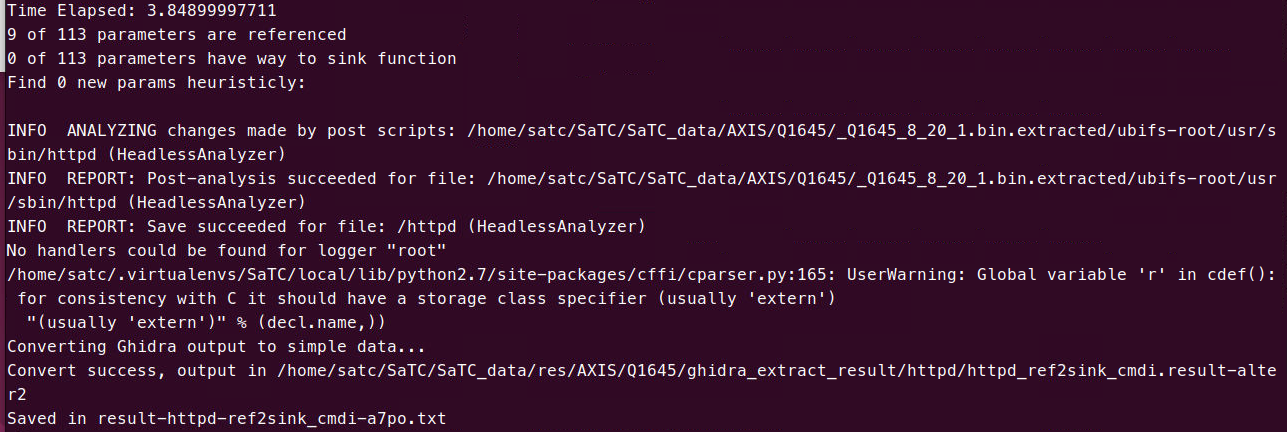 Time Elapsed: 3.84899997711
9 of 113 parameters are referenced
0 of 113 parameters have way to sink function
Find 0 new params heuristicly:
INFO  ANALYZING changes made by post scripts: /home/satc/SaTC/SaTC_data/AXIS/Q1645/_Q1645_8_20_1.bin.extracted/ubifs-root/usr/s
bin/httpd (HeadlessAnalyzer)
INFO  REPORT: Post-analysis succeeded for file: /home/satc/SaTC/SaTC_data/AXIS/Q1645/_Q1645_8_20_1.bin.extracted/ubifs-root/usr
/sbin/httpd (HeadlessAnalyzer)
INFO  REPORT: Save succeeded for file: /httpd (HeadlessAnalyzer)
No handlers could be found for logger "root"
/home/satc/.virtualenvs/SaTC/local/lib/python2.7/site-packages/cffi/cparser.py:165: UserWarning: Global variable 'r' in cdef():
 for consistency with C it should have a storage class specifier (usually 'extern')
  "(usually 'extern')" % (decl.name,))
Converting Ghidra output to simple data...
Convert success, output in /home/satc/SaTC/SaTC_data/res/AXIS/Q1645/ghidra_extract_result/httpd/httpd_ref2sink_cmdi.result-alte
r2
Saved in result-httpd-ref2sink_cmdi-a7po.txt